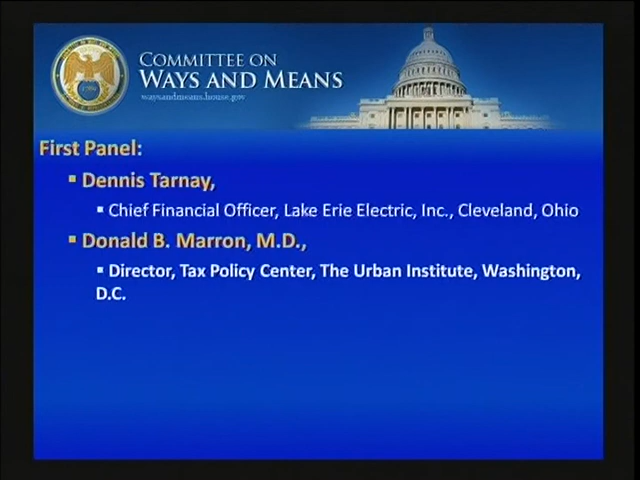 COMMITTEE ON
WAYS AND MEANS
waysandmeans.house.gov
First Panel:
Dennis Tarnay,
Chief Financial Officer, Lake Erie Electric, Inc., Cleveland, Ohio
Donald B. Marron, M.D.,
Director, Tax Policy Center, The Urban Institute, Washington,
D.C.